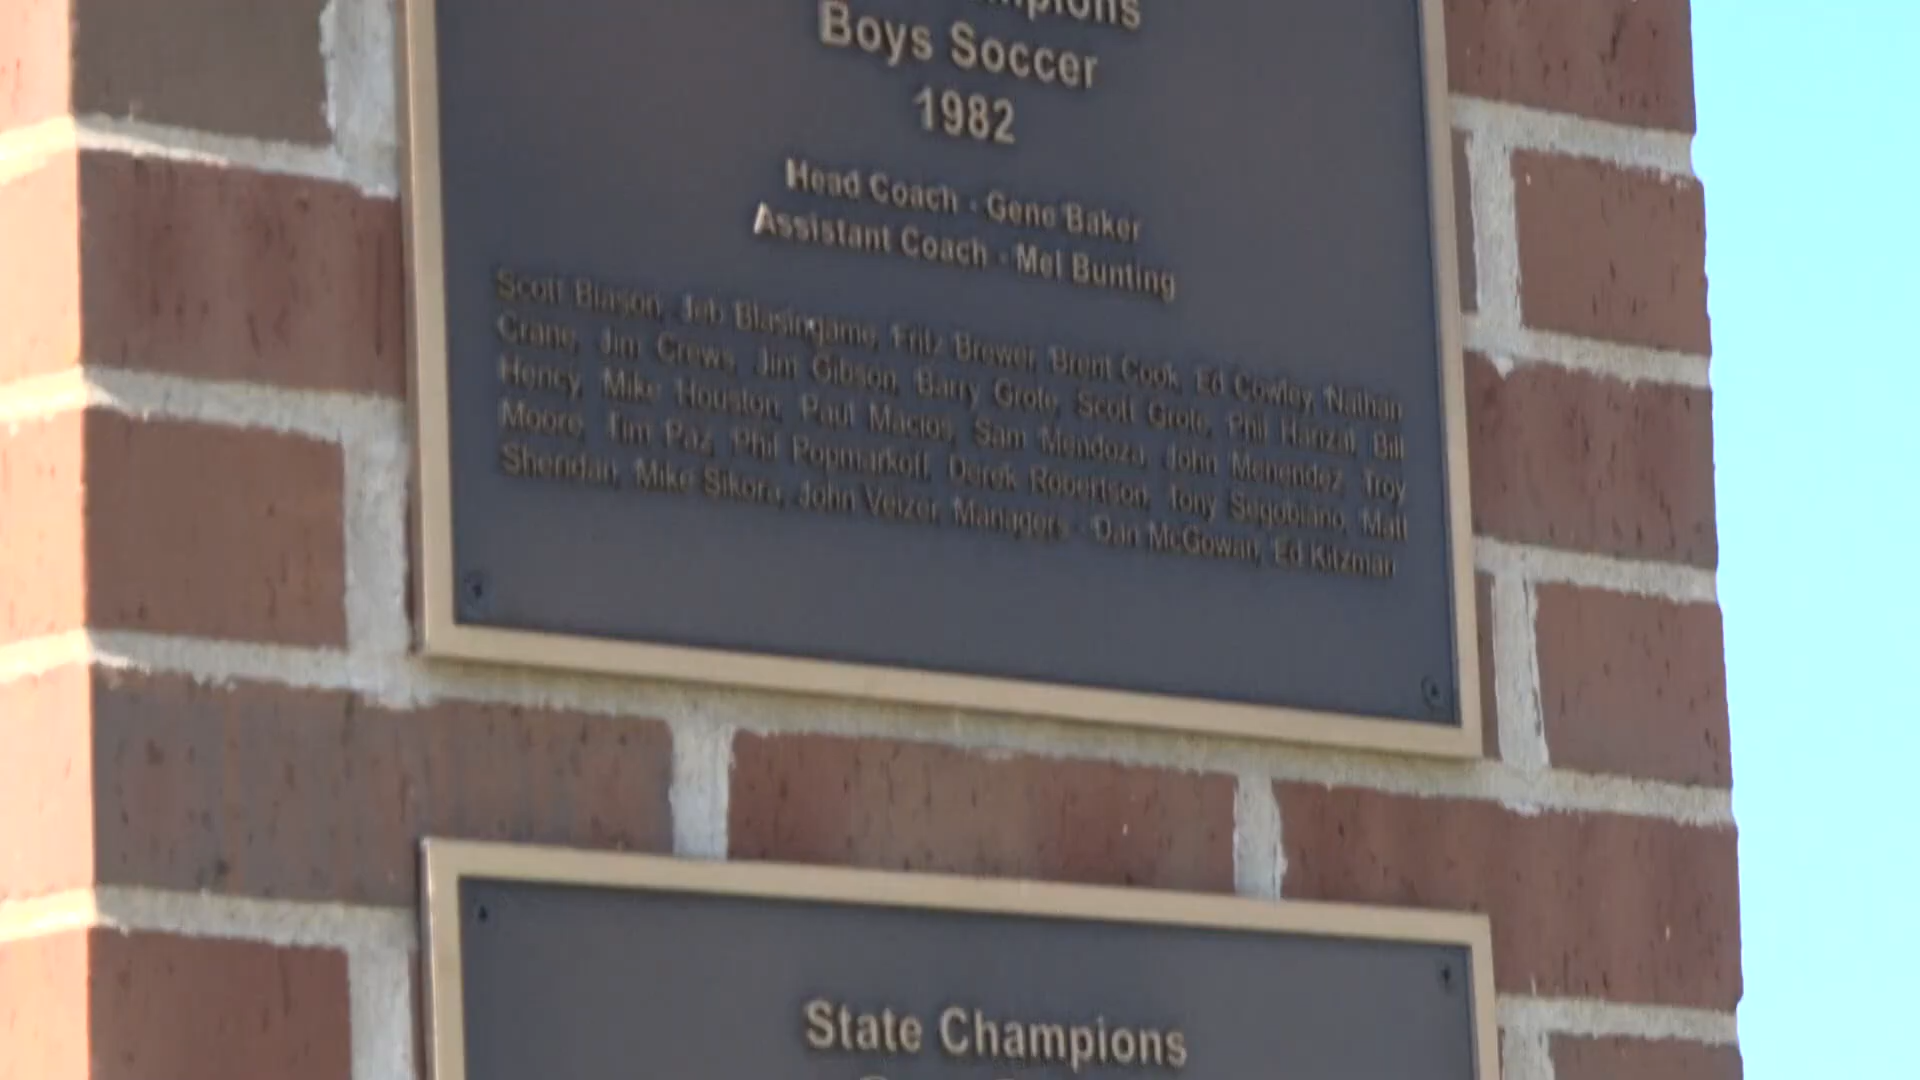 Boys Soccer
1982
Head Coach - Gene Baker
Assistant Coach - Mel Bunting
Scott Biason, Jeb Blasingame, Fritz Brewer, Brent Cook, Ed Cowley, Nathan
Crane, Jim Crews, Jim Gibson, Barry Grote, Scott Grote, Phil Hanzal, Bill
Hency, Mike Houston, Paul Macios, Sam Mendoza, John Menendez, Troy
Moore, Tim Paz, Phil Popmarkoff, Derek Robertson, Tony Segobiano, Matt
Sheridan, Mike Sikora, John Veizer, Managers - Dan McGowan, Ed Kitzman
State Champions